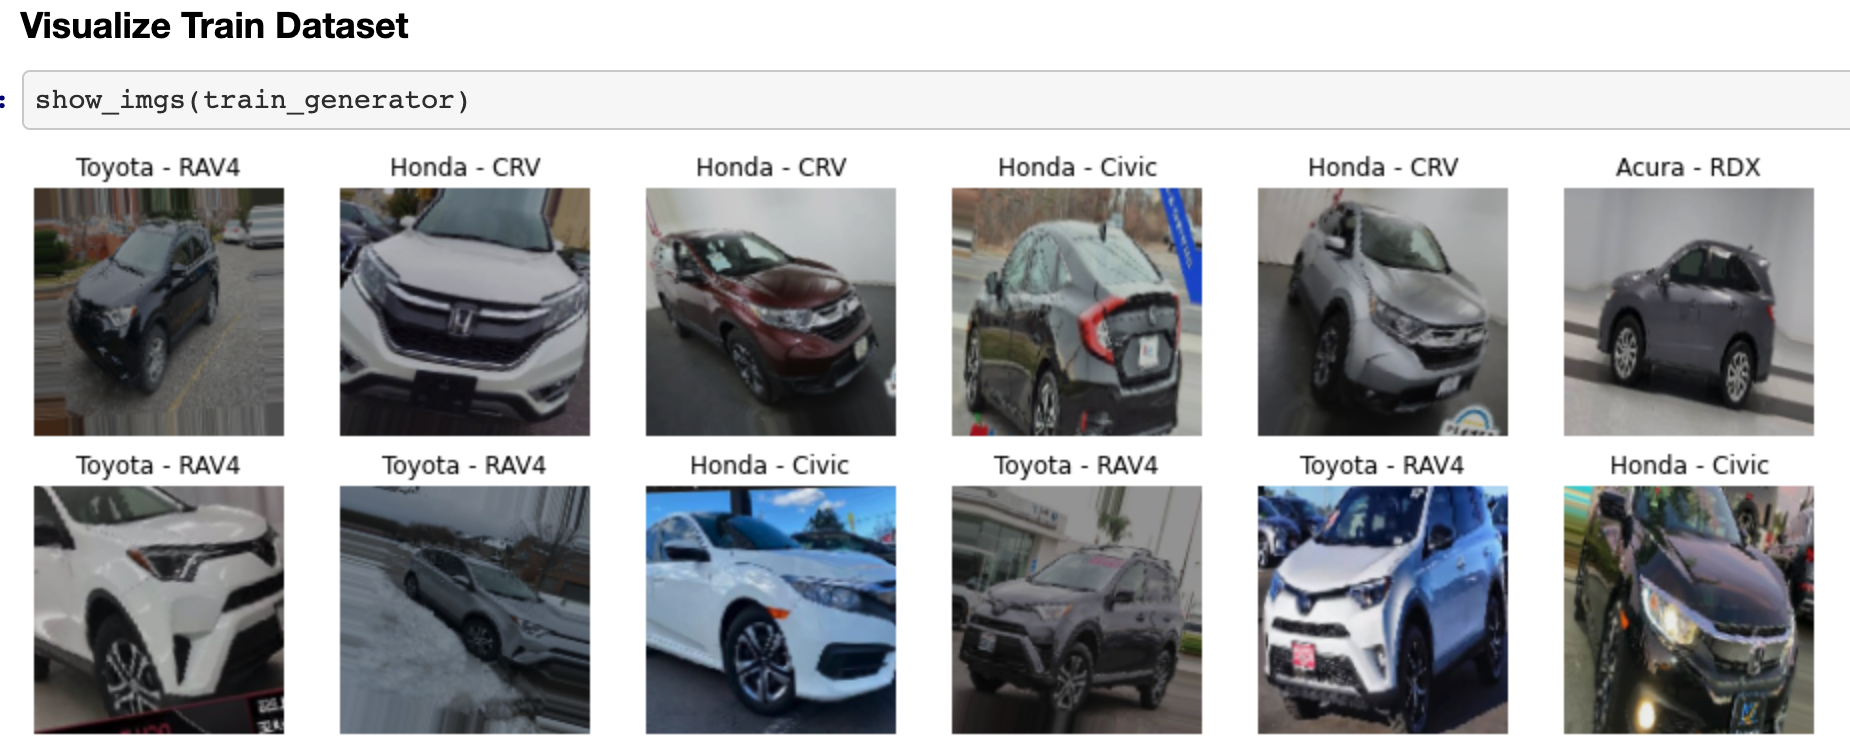 Visualize Train Dataset
:
show_imgs(train_generator)
Toyota - RAV4
Honda - CRV
Honda - CRV
Honda - Civic
Honda - CRV
Acura - RDX
Toyota - RAV4
Toyota - RAV4
Honda - Civic
Toyota - RAV4
Toyota - RAV4
Honda - Civic